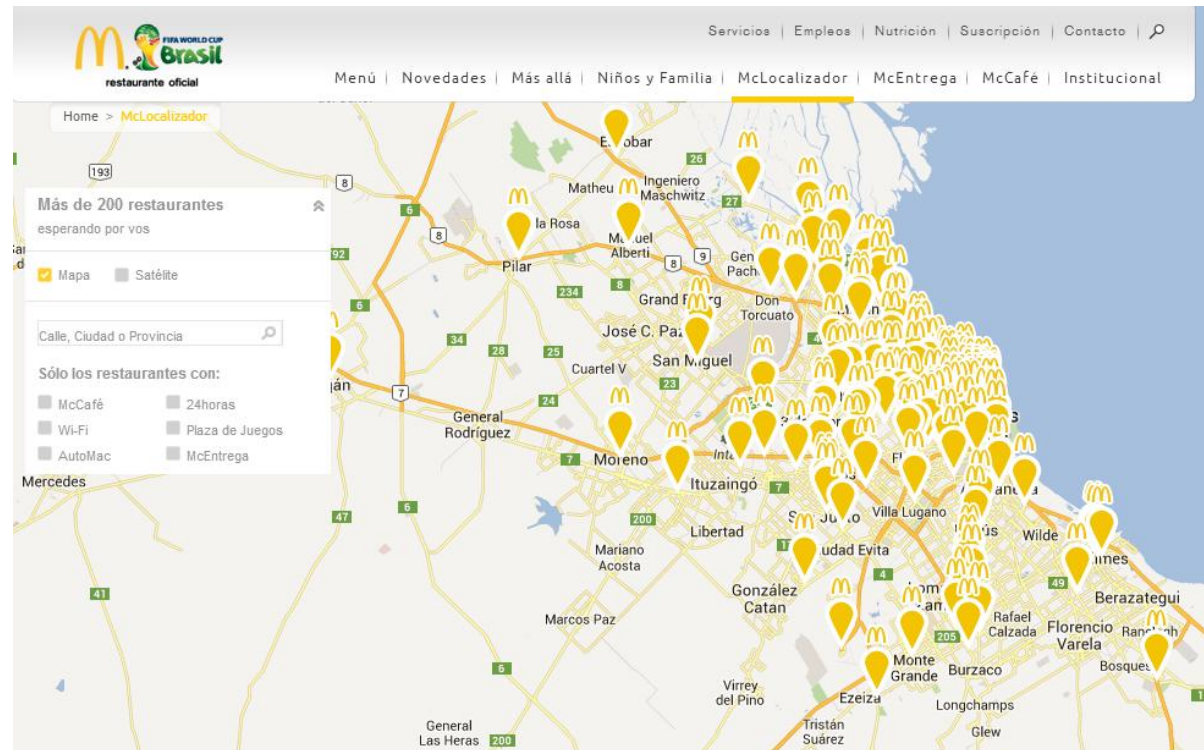 FIFA WORLD CUP
Brasil
restaurante oficial
Servicios | Empleos | Nutrición | Suscripción | Contacto |
Menú | Novedades | Más allá | Niños y Familia | McLocalizador | McEntrega | McCafé | Institucional
Home > McLocalizador
Más de 200 restaurantes
esperando por vos
Mapa
Satélite
Calle, Ciudad o Provincia
Sólo los restaurantes con:
McCafé
24horas
Wi-Fi
Plaza de Juegos
AutoMac
McEntrega
193
8
26
Matheu
Ingeniero
Maschwitz
27
6
8
la Rosa
Alberti
8
9
92
Pilar
234
8
Don
Torcuato
6
34
28
25
José C. Paz
Cuartel V
San Miguel
23
7
24
General
Rodríguez
7
Moreno
Ituzaingó
7
Mercedes
47
6
200
Libertad
Villa Lugano
Wilde
Mariano
Acosta
4
49
41
González
Catan
Berazategui
Marcos Paz
Rafael
Calzada
Florencio
Varela
205
6
Monte
Grande
Burzaco
Virrey
del Pino
Ezeiza
Longchamps
General
Las Heras
200
Tristán
Suárez
Glew